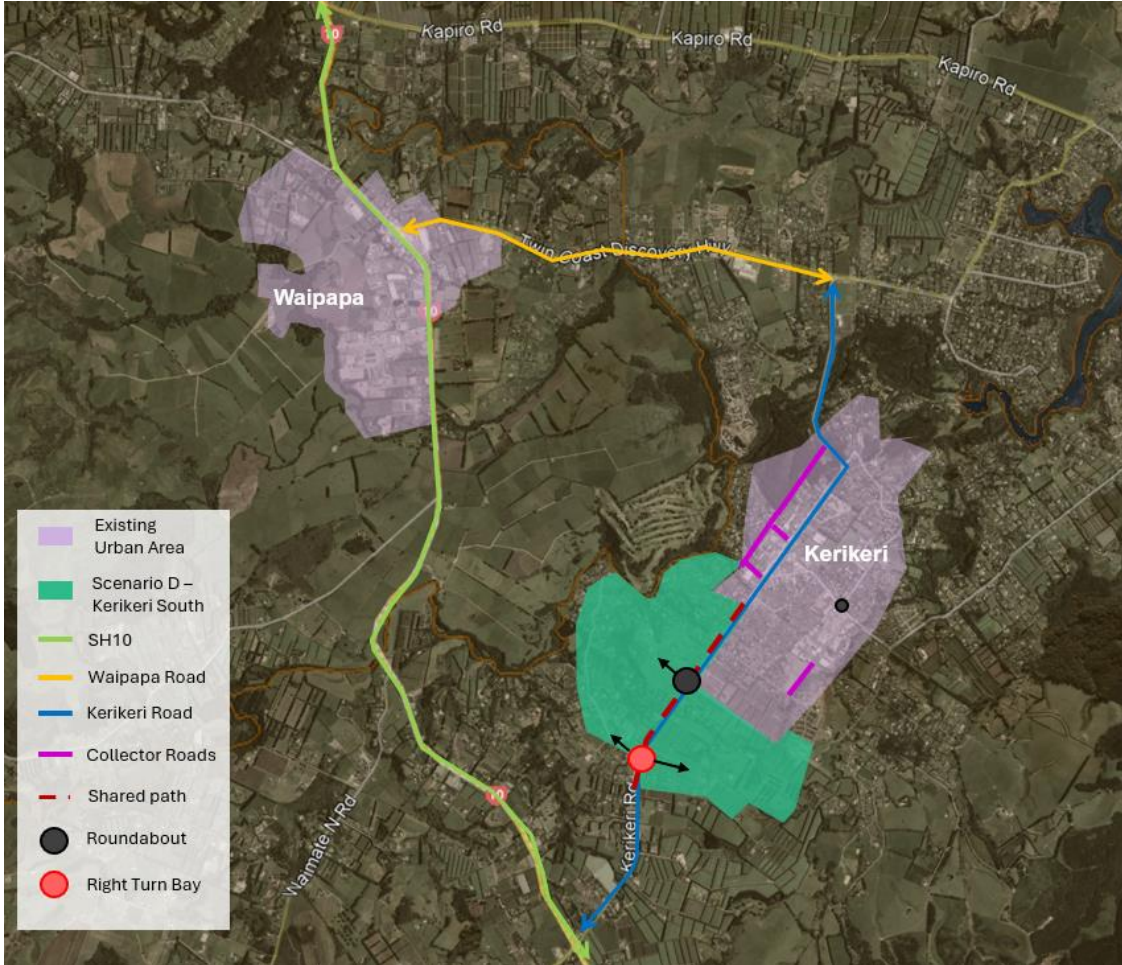 10
Kapiro Rd
Kapiro Rd
Kapiro Rd
Twin Coast Discovery Hwy
Waipapa
10
Kerikeri
Existing
Urban Area
Scenario D –
Kerikeri South
SH10
Waipapa Road
Kerikeri Road
Collector Roads
Shared path
Roundabout
Right Turn Bay
10
Waimate N Rd
Kerikeri Rd